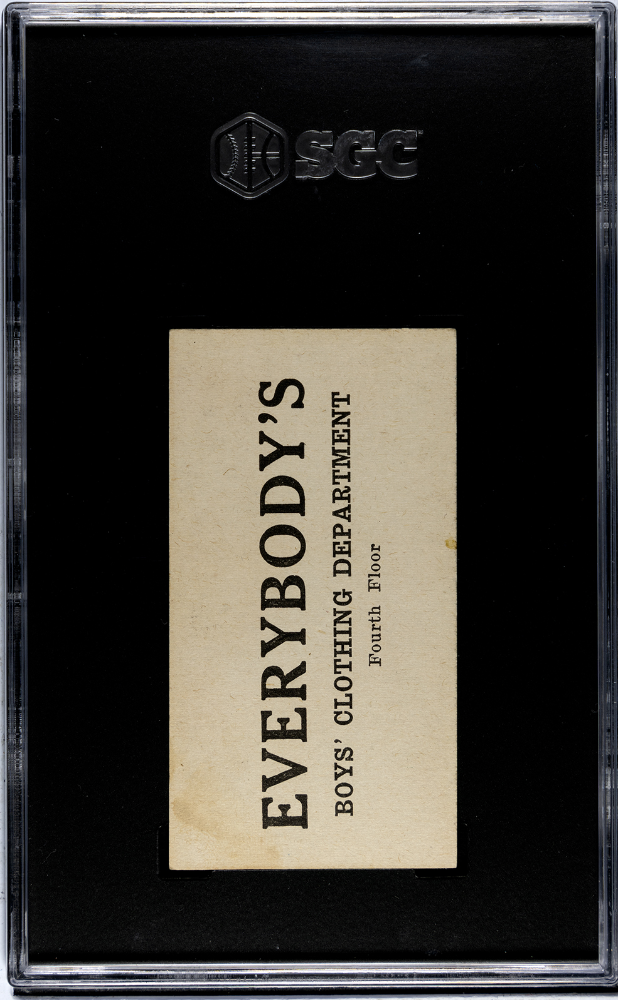 SGC
EVERYBODY'S
BOYS' CLOTHING DEPARTMENT
Fourth Floor